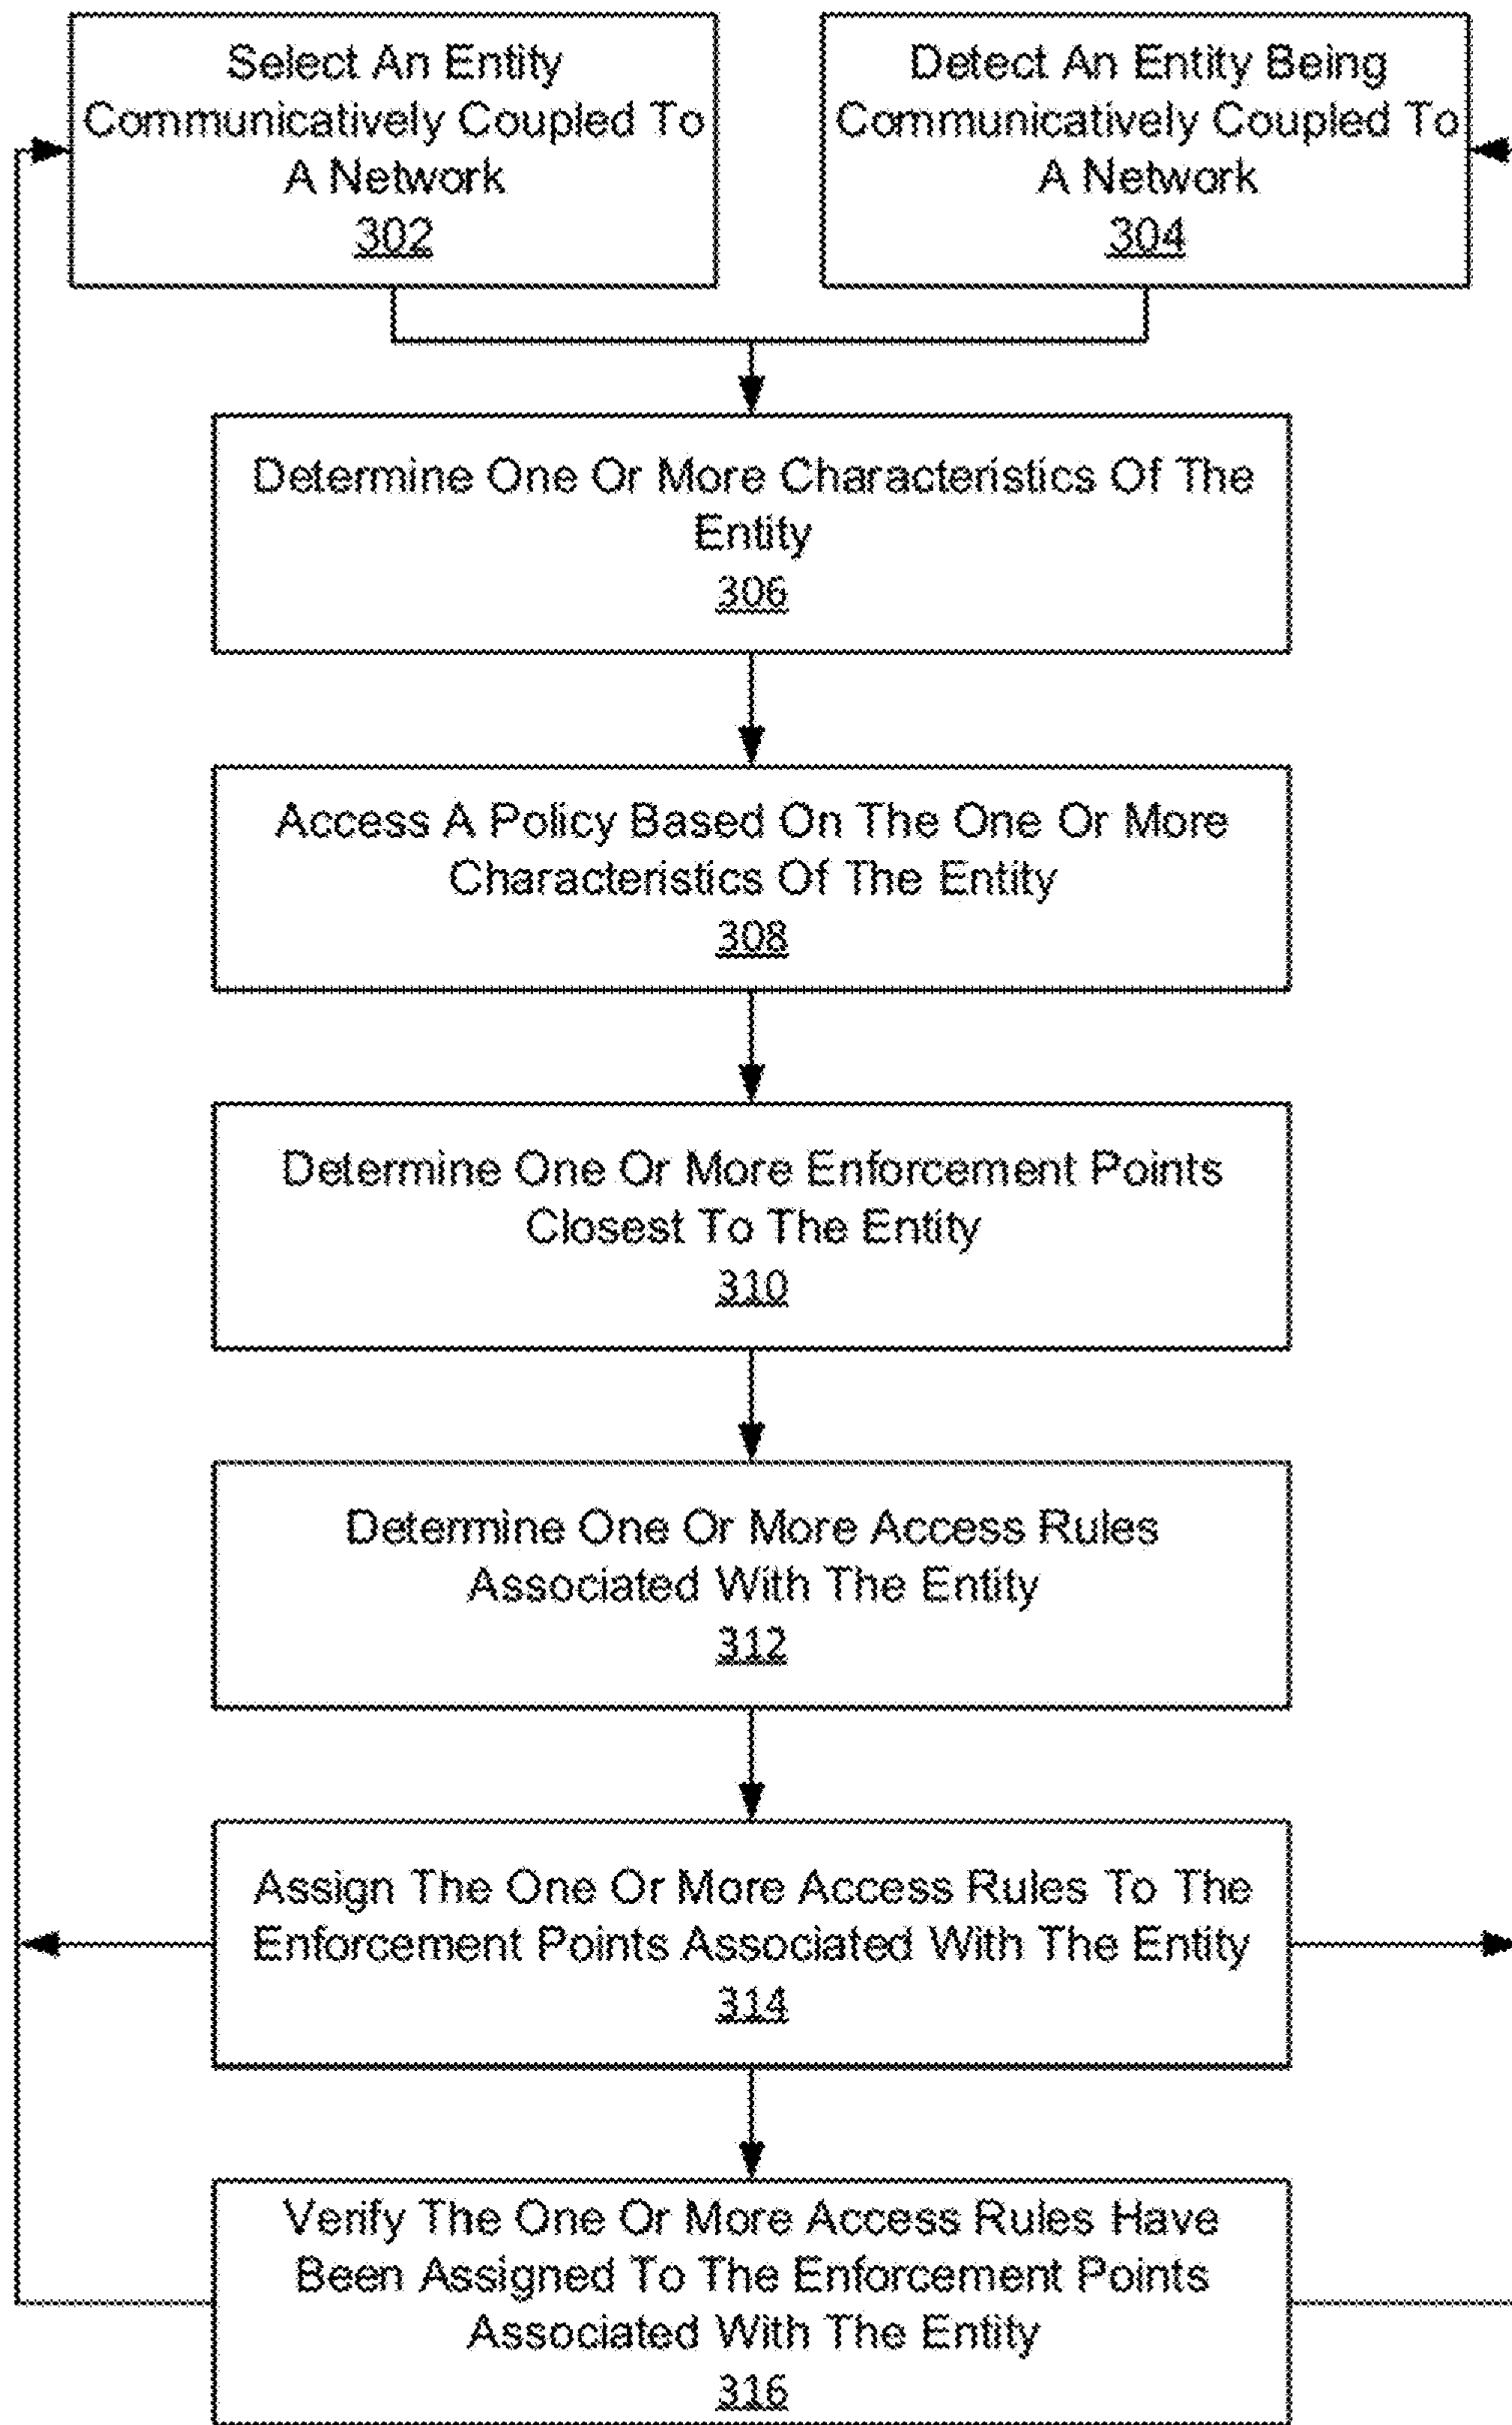 Select An Entity
Communicatively Coupled To
A Network
302
Detect An Entity Being
Communicatively Coupled To
A Network
304
Determine One Or More Characteristics Of The
Entity
306
Access A Policy Based On The One Or More
Characteristics Of The Entity
308
Determine One Or More Enforcement Points
Closest To The Entity
310
Determine One Or More Access Rules
Associated With The Entity
312
Assign The One Or More Access Rules To The
Enforcement Points Associated With The Entity
314
Verify The One Or More Access Rules Have
Been Assigned To The Enforcement Points
Associated With The Entity
316